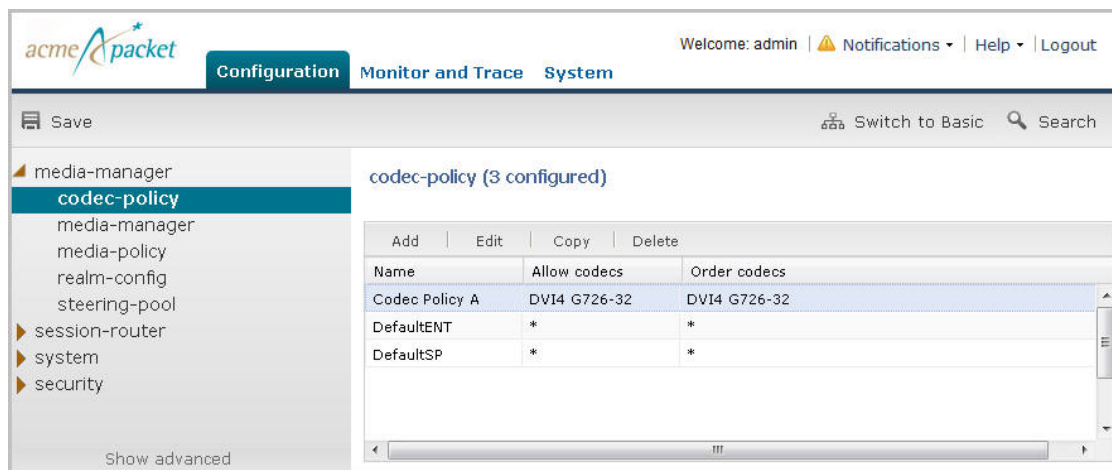 acme packet
Welcome: admin | Notifications | Help | Logout
Configuration Monitor and Trace System
Save Switch to Basic Search
media-manager
codec-policy
media-manager
media-policy
realm-config
steering-pool
session-router
system
security
Show advanced
codec-policy (3 configured)
Add | Edit | Copy | Delete
Name Allow codecs Order codecs
Codec Policy A DVI4 G726-32 DVI4 G726-32
DefaultENT * *
DefaultSP * *